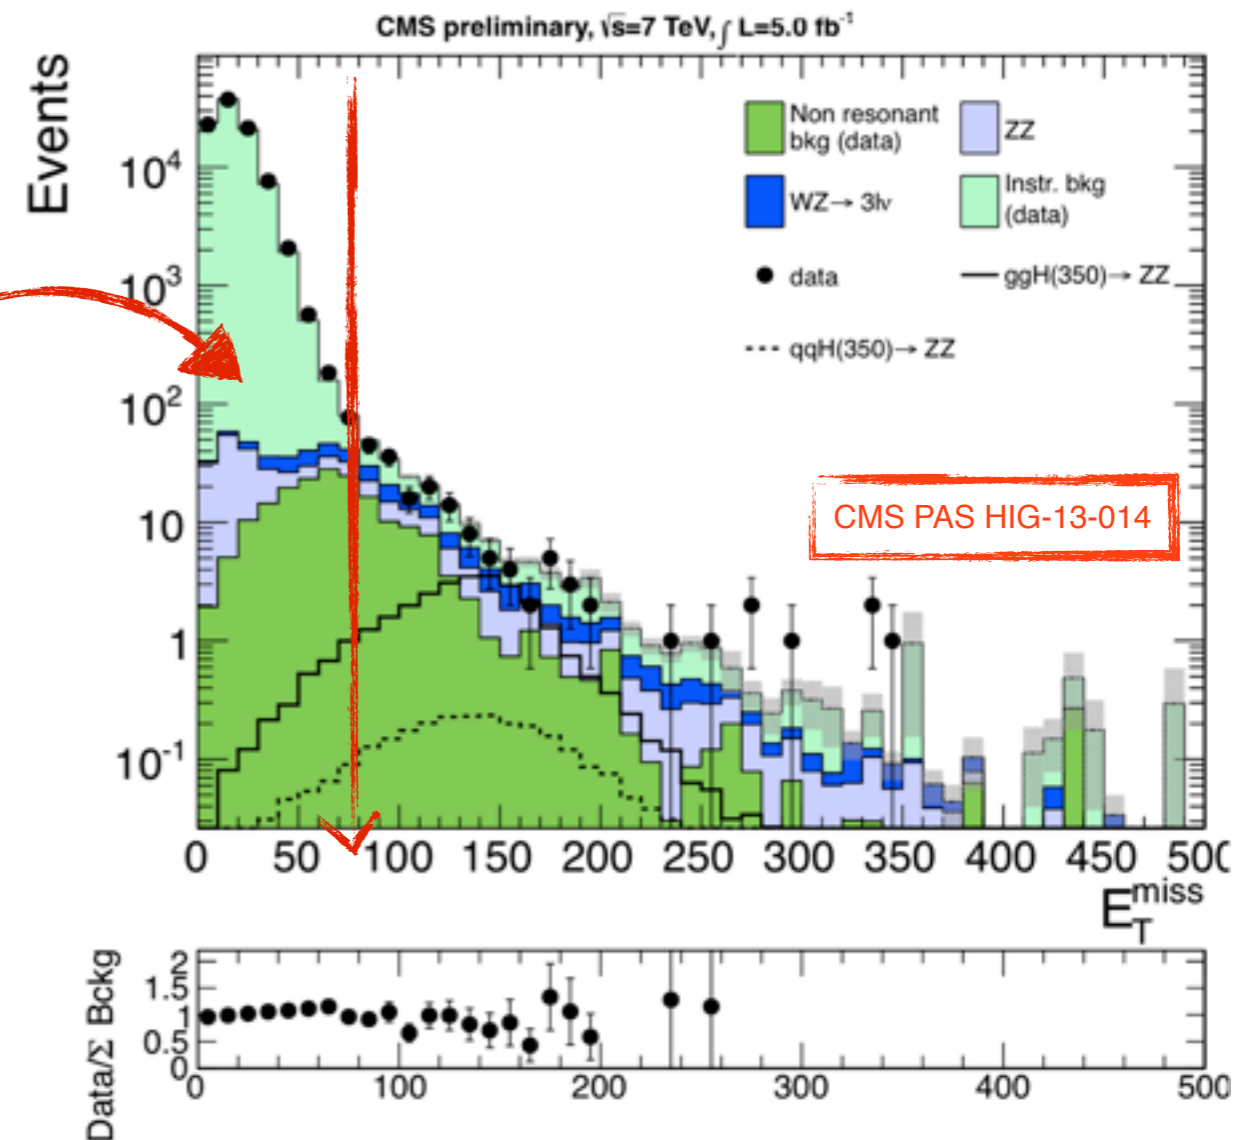 CMS preliminary, √s=7 TeV, ∫ L=5.0 fb⁻¹
Events
Non resonant
bkg (data)
ZZ
WZ→ 3lν
Instr. bkg
(data)
data
ggH(350)→ ZZ
qqH(350)→ ZZ
CMS PAS HIG-13-014
10⁴
10³
10²
10
1
10⁻¹
0 50 100 150 200 250 300 350 400 450 500
E_T^miss
Data/Σ Bckg
2
1.5
1
0.5
0
0 100 200 300 400 500